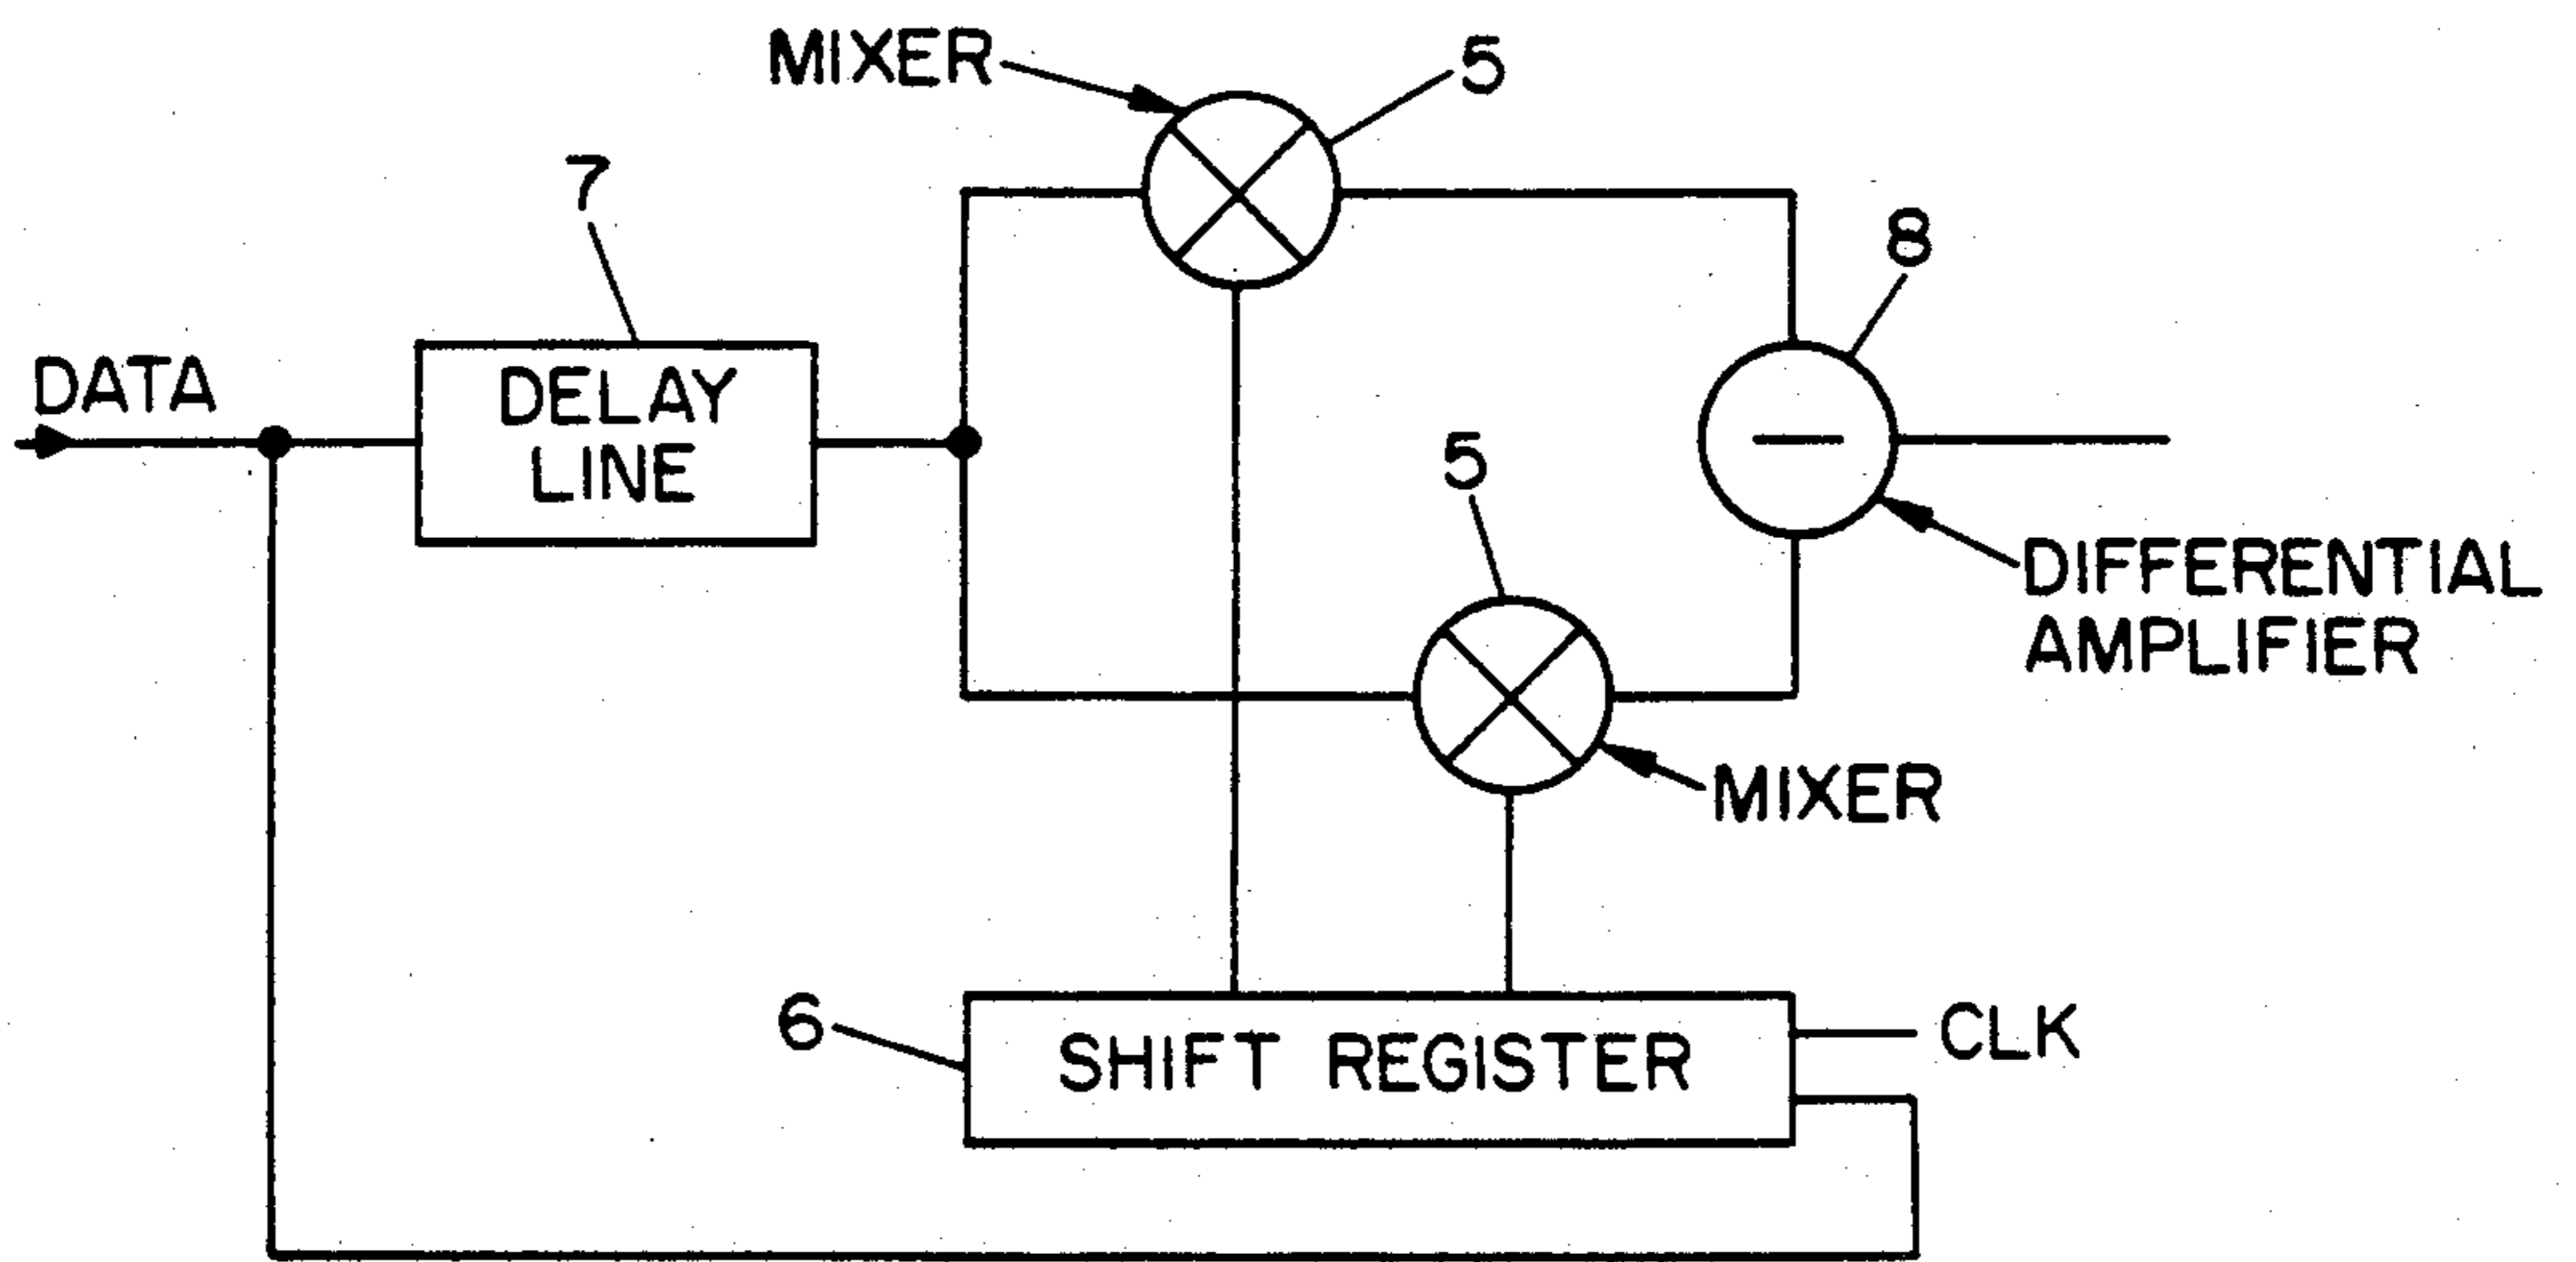 MIXER
5
7
8
DATA
DELAY
LINE
5
DIFFERENTIAL
AMPLIFIER
MIXER
6
SHIFT REGISTER
CLK